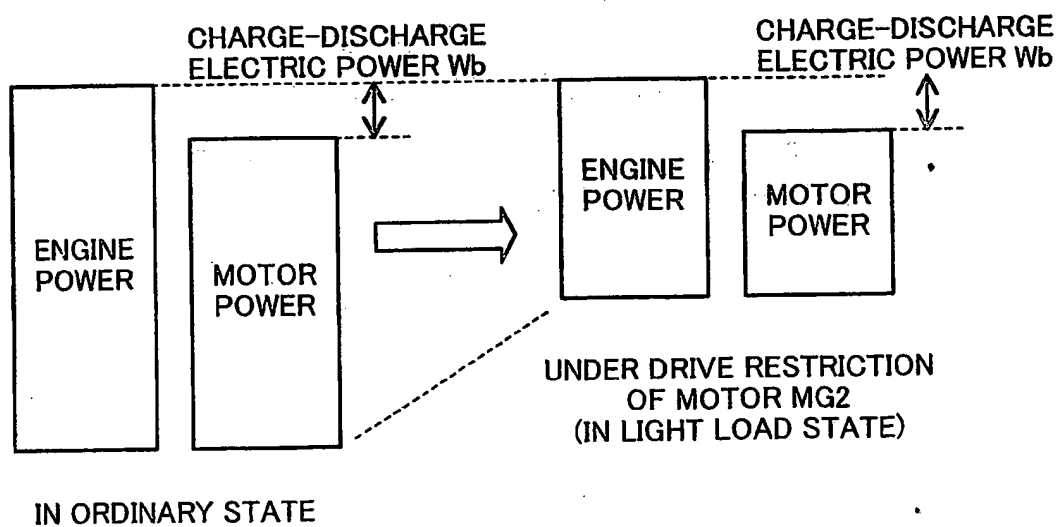 CHARGE-DISCHARGE
ELECTRIC POWER Wb
CHARGE-DISCHARGE
ELECTRIC POWER Wb
ENGINE
POWER
MOTOR
POWER
ENGINE
POWER
MOTOR
POWER
UNDER DRIVE RESTRICTION
OF MOTOR MG2
(IN LIGHT LOAD STATE)
IN ORDINARY STATE